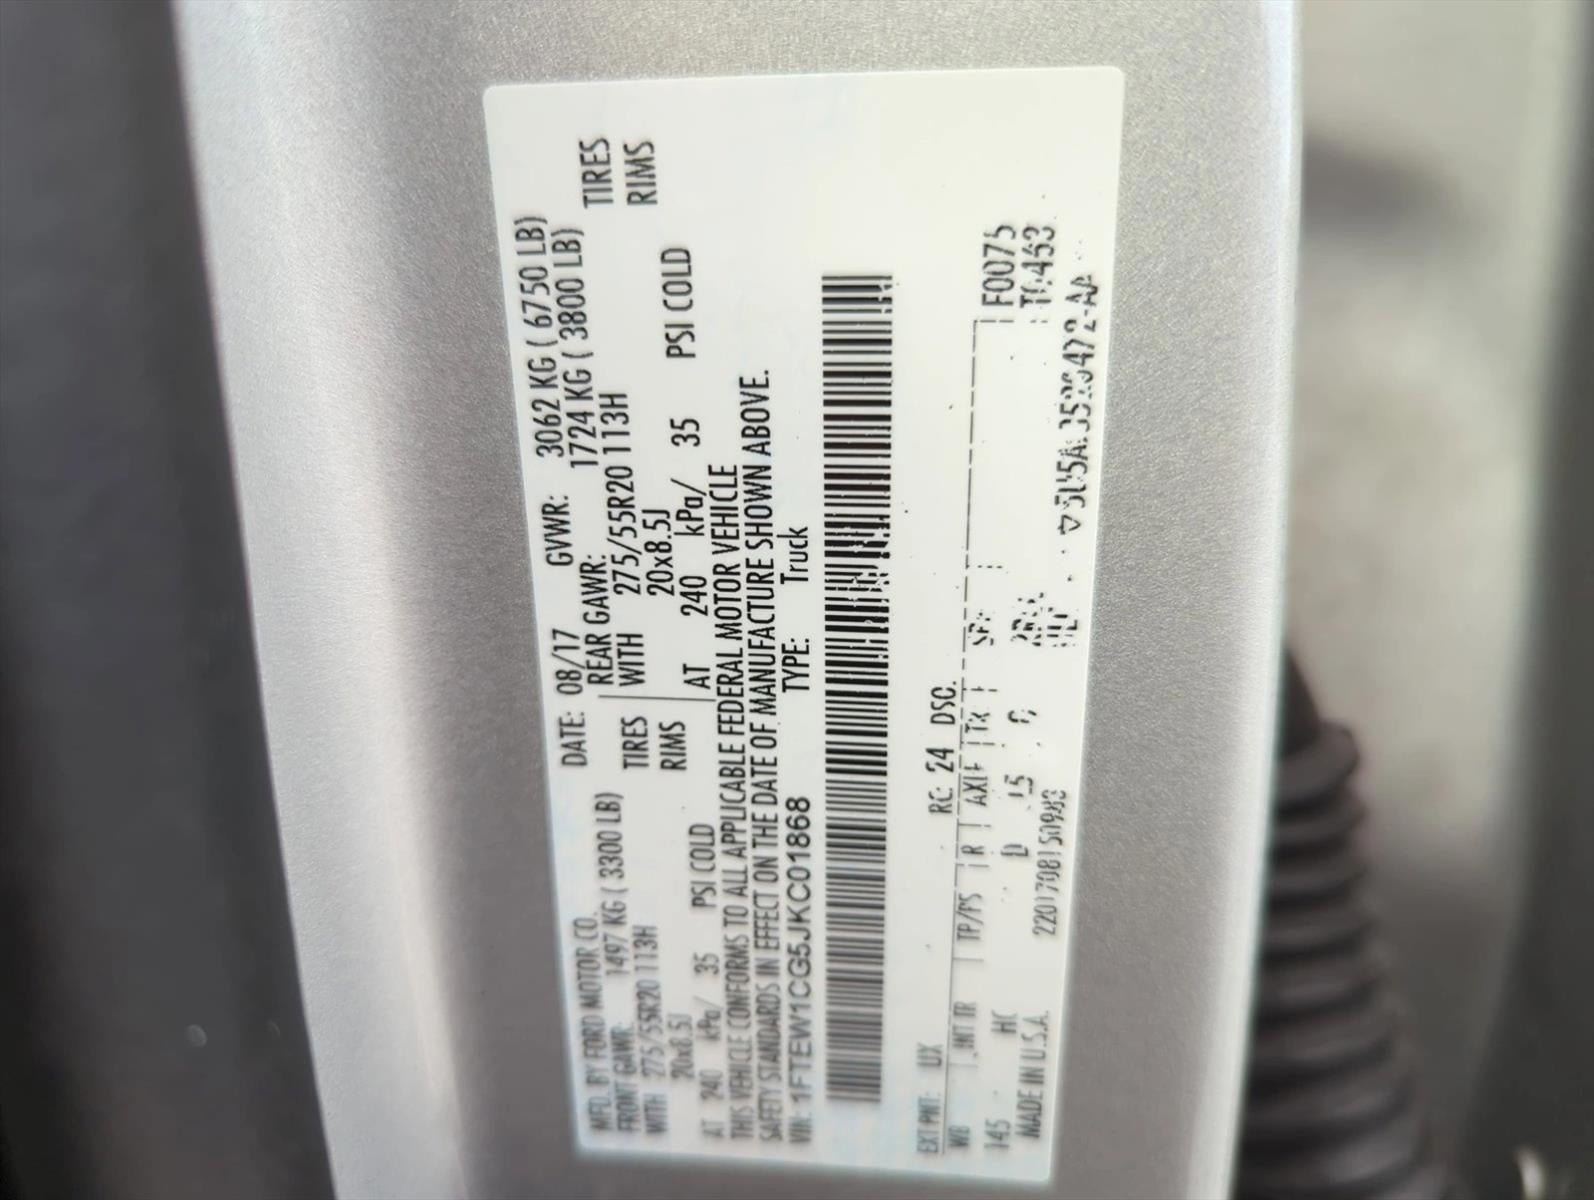 MFD. BY FORD MOTOR CO.
DATE: 08/17 GVWR: 3062 KG ( 6750 LB)
FRONT GAWR: 1497 KG ( 3300 LB) REAR GAWR: 1724 KG ( 3800 LB)
WITH 275/55R20 113H TIRES WITH 275/55R20 113H TIRES
20x8.5J RIMS 20x8.5J RIMS
AT 240 kPa/ 35 PSI COLD AT 240 kPa/ 35 PSI COLD
THIS VEHICLE CONFORMS TO ALL APPLICABLE FEDERAL MOTOR VEHICLE
SAFETY STANDARDS IN EFFECT ON THE DATE OF MANUFACTURE SHOWN ABOVE.
VIN: 1FTEW1CG5JKC01868 TYPE: Truck
EXT PNT: UX RC: 24 DSO:
WB INT TR TP/PS R AXLE TR SPR F0075
145 HC D
MADE IN U.S.A. 2201708150983